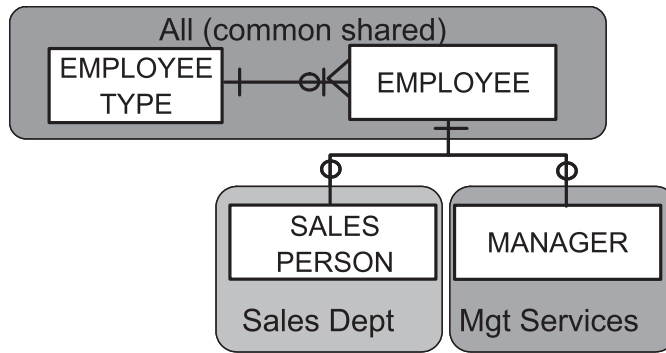 All (common shared)
EMPLOYEE
TYPE
EMPLOYEE
SALES
PERSON
MANAGER
Sales Dept
Mgt Services